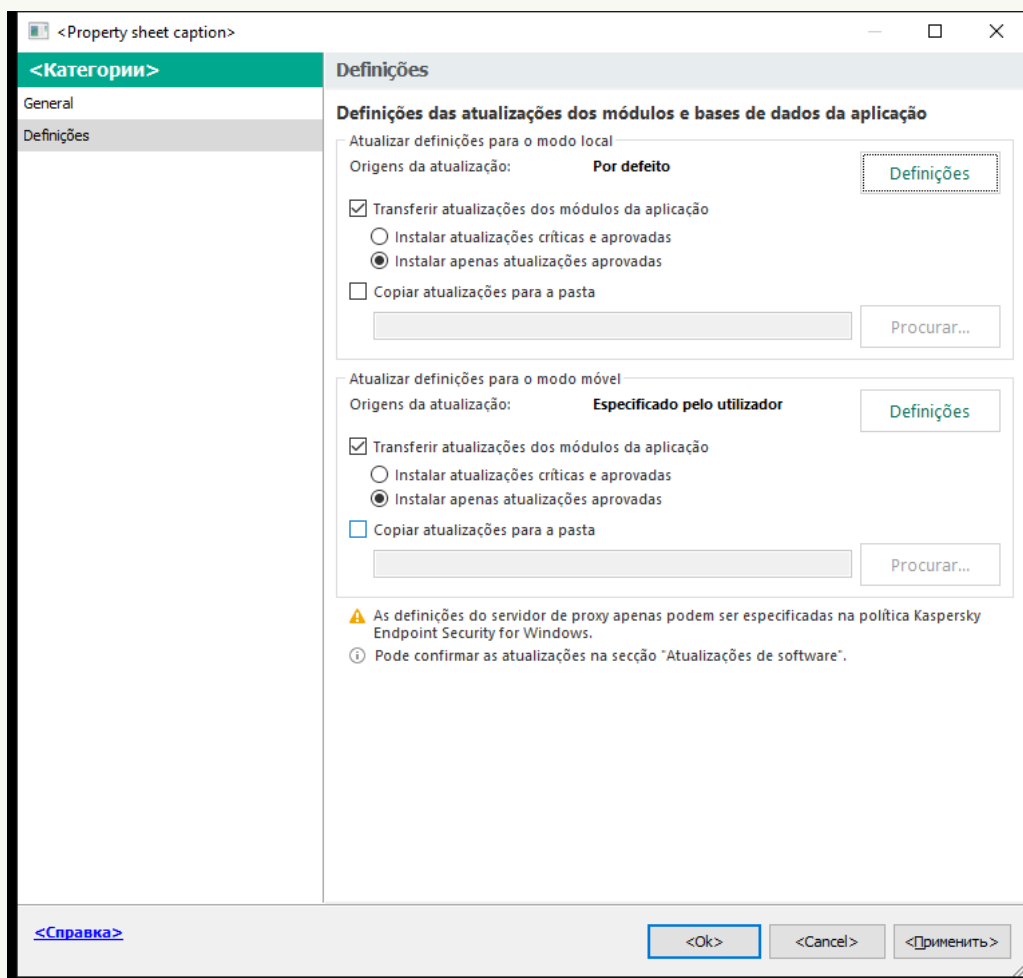 <Property sheet caption>
<Категории>
General
Definições
Definições
Definições das atualizações dos módulos e bases de dados da aplicação
Atualizar definições para o modo local
Origens da atualização: Por defeito
Definições
Transferir atualizações dos módulos da aplicação
Instalar atualizações críticas e aprovadas
Instalar apenas atualizações aprovadas
Copiar atualizações para a pasta
Procurar...
Atualizar definições para o modo móvel
Origens da atualização: Especificado pelo utilizador
Definições
Transferir atualizações dos módulos da aplicação
Instalar atualizações críticas e aprovadas
Instalar apenas atualizações aprovadas
Copiar atualizações para a pasta
Procurar...
As definições do servidor de proxy apenas podem ser especificadas na política Kaspersky
Endpoint Security for Windows.
Pode confirmar as atualizações na secção "Atualizações de software".
<Справка>
<Ok>
<Cancel>
<Применить>